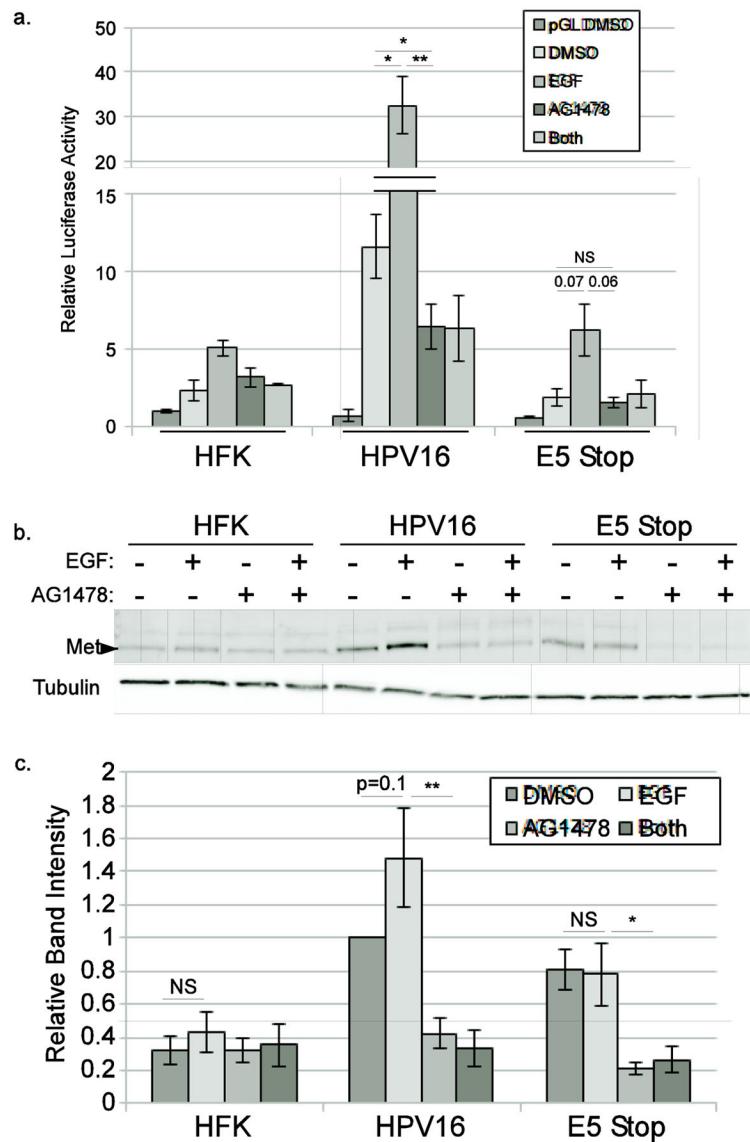 a.
Relative Luciferase Activity
50
40
30
20
15
10
5
0
* 
* **
NS
0.07 0.06
pGL DMSO
DMSO
EGF
AG1478
Both
HFK HPV16 E5 Stop
b.
HFK HPV16 E5 Stop
EGF: - + - + - + - + - + - +
AG1478: - - + + - - + + - - + +
Met
Tubulin
c.
Relative Band Intensity
2
1.8
1.6
1.4
1.2
1
0.8
0.6
0.4
0.2
0
NS
p=0.1 **
NS *
DMSO EGF
AG1478 Both
HFK HPV16 E5 Stop